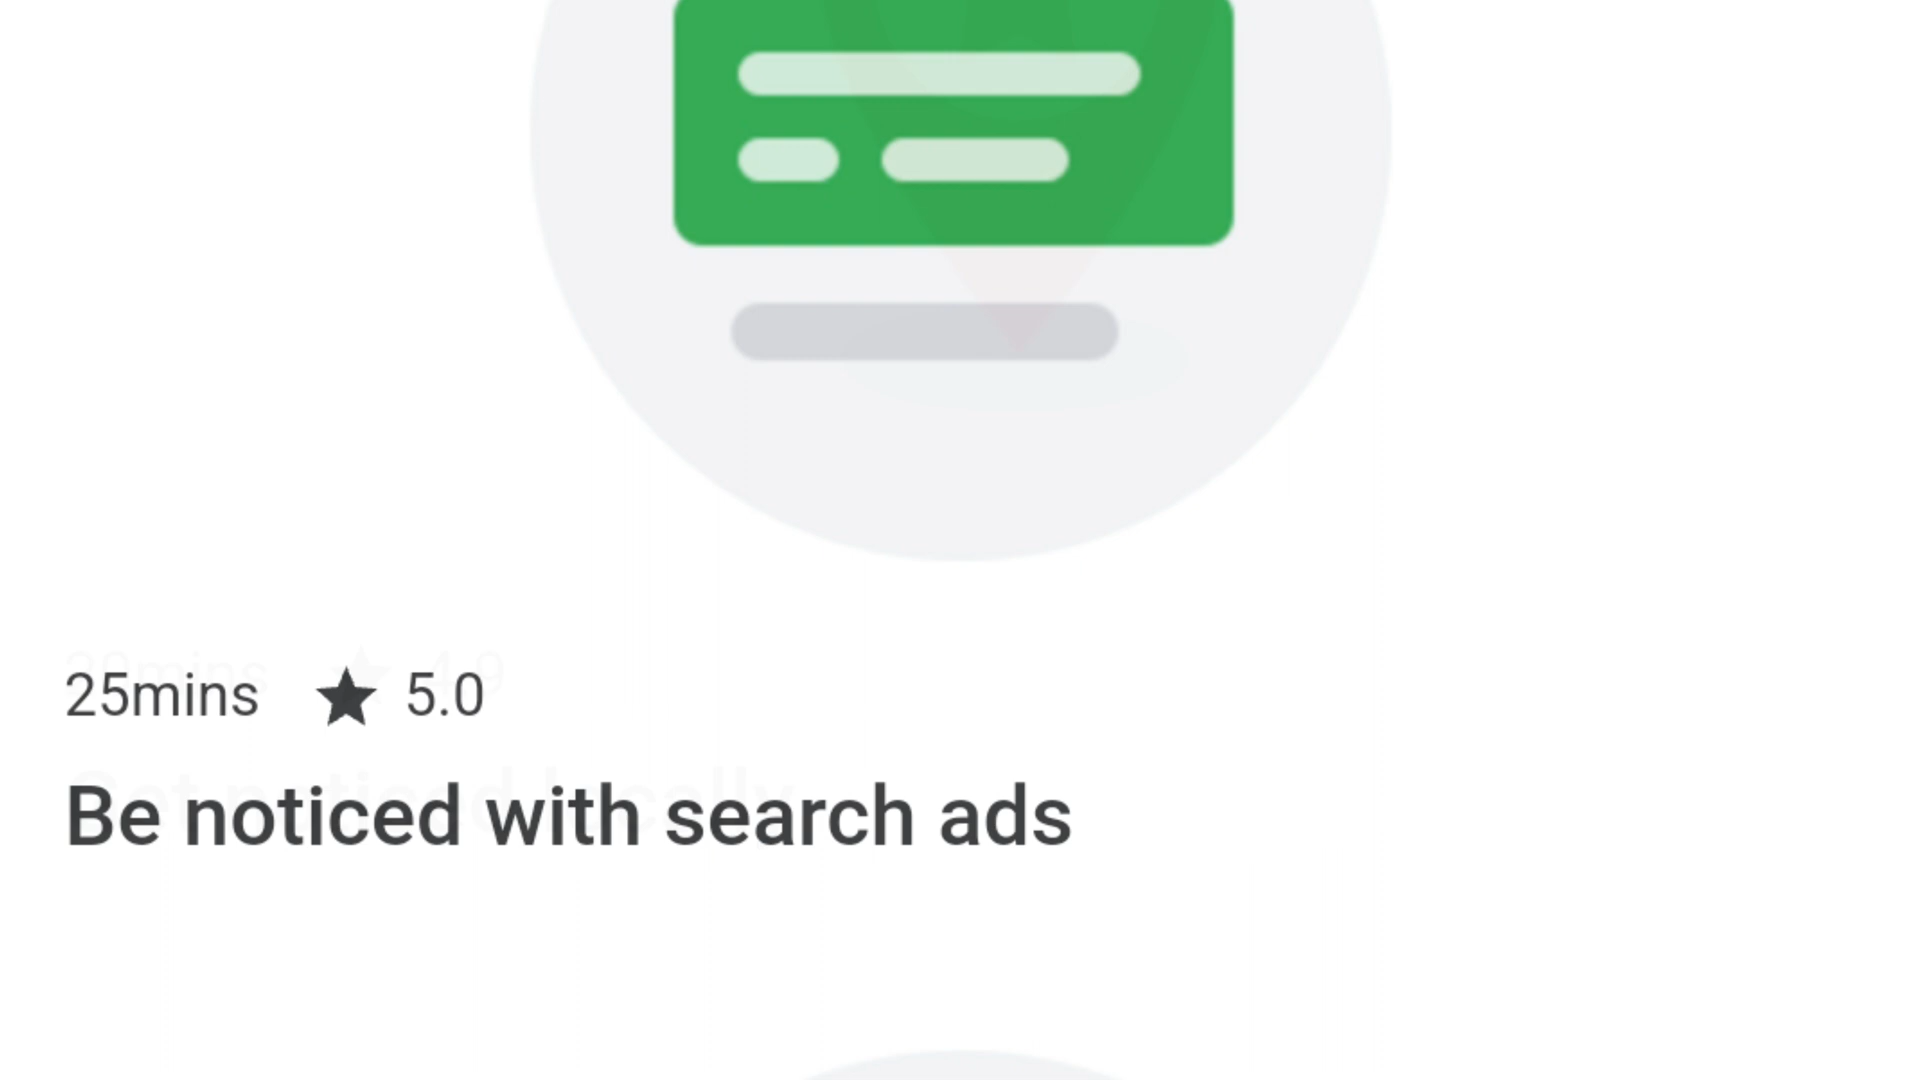 25mins ★ 5.0
Be noticed with search ads